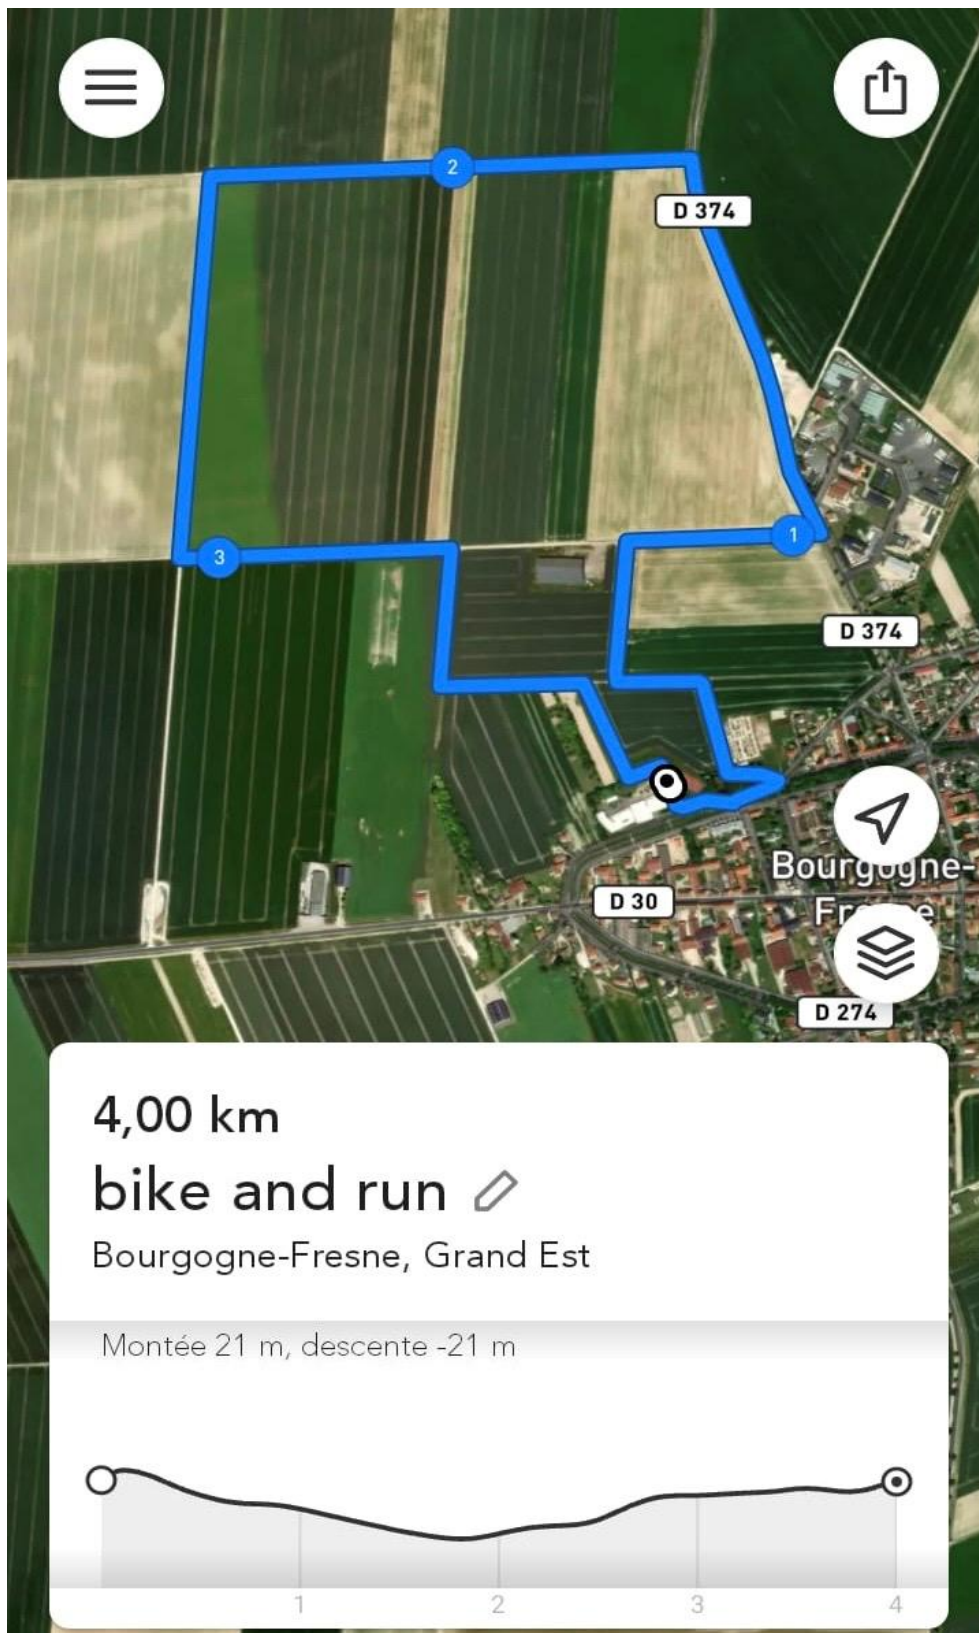 2
D 374
1
3
D 374
Bourgogne-
Fresne
D 30
D 274
4,00 km
bike and run
Bourgogne-Fresne, Grand Est
Montée 21 m, descente -21 m
1
2
3
4